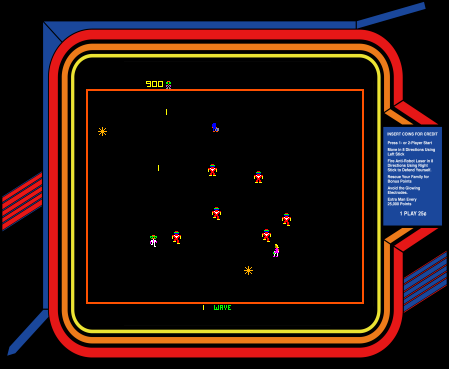 900
INSERT COINS FOR CREDIT
Press 1 or 2-Player Start
Move in 8 Directions Using
Left Stick
Fire Anti-Robot Laser in 8
Directions Using Right
Stick to Defend Yourself!
Rescue Your Family for
Bonus Points
Avoid the Glowing
Electrodes.
Extra Man Every
25,000 Points
1 PLAY 25¢
1 WAVE